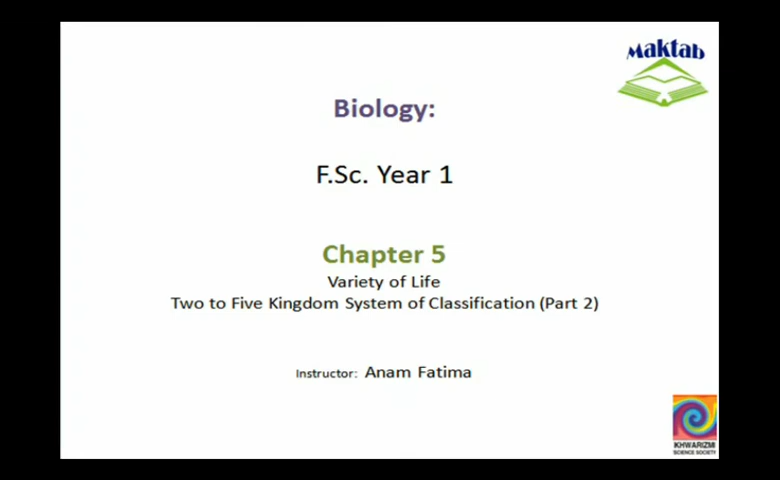 Maktab
Biology:
F.Sc. Year 1
Chapter 5
Variety of Life
Two to Five Kingdom System of Classification (Part 2)
Instructor: Anam Fatima
KHWARIZMI
SCIENCE SOCIETY